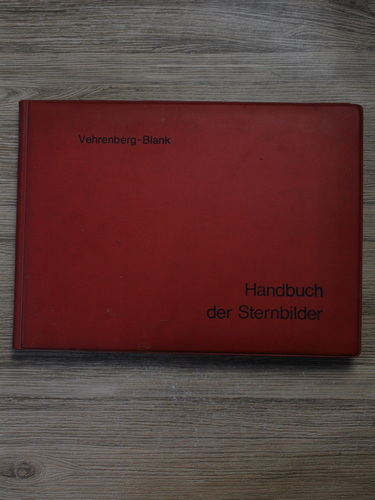 Vehrenberg-Blank
Handbuch
der Sternbilder